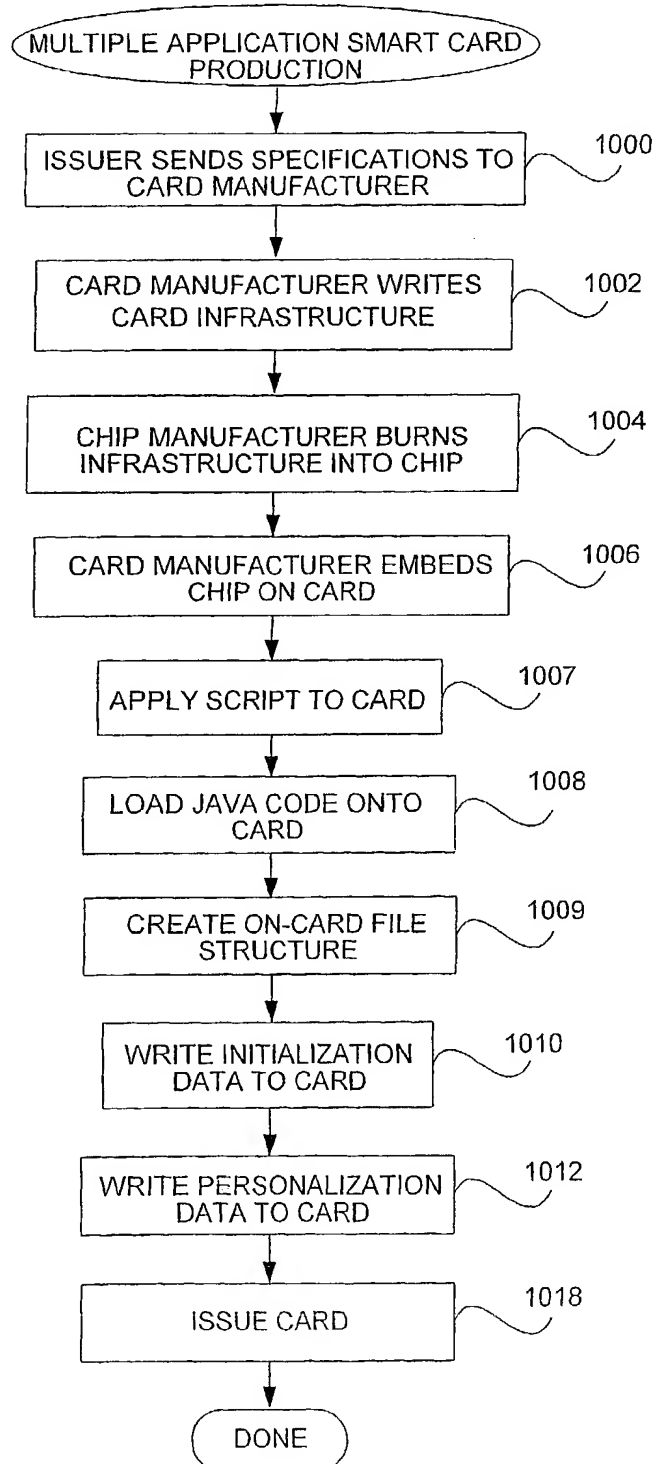 MULTIPLE APPLICATION SMART CARD
PRODUCTION
ISSUER SENDS SPECIFICATIONS TO
CARD MANUFACTURER
1000
CARD MANUFACTURER WRITES
CARD INFRASTRUCTURE
1002
CHIP MANUFACTURER BURNS
INFRASTRUCTURE INTO CHIP
1004
CARD MANUFACTURER EMBEDS
CHIP ON CARD
1006
APPLY SCRIPT TO CARD
1007
LOAD JAVA CODE ONTO
CARD
1008
CREATE ON-CARD FILE
STRUCTURE
1009
WRITE INITIALIZATION
DATA TO CARD
1010
WRITE PERSONALIZATION
DATA TO CARD
1012
ISSUE CARD
1018
DONE